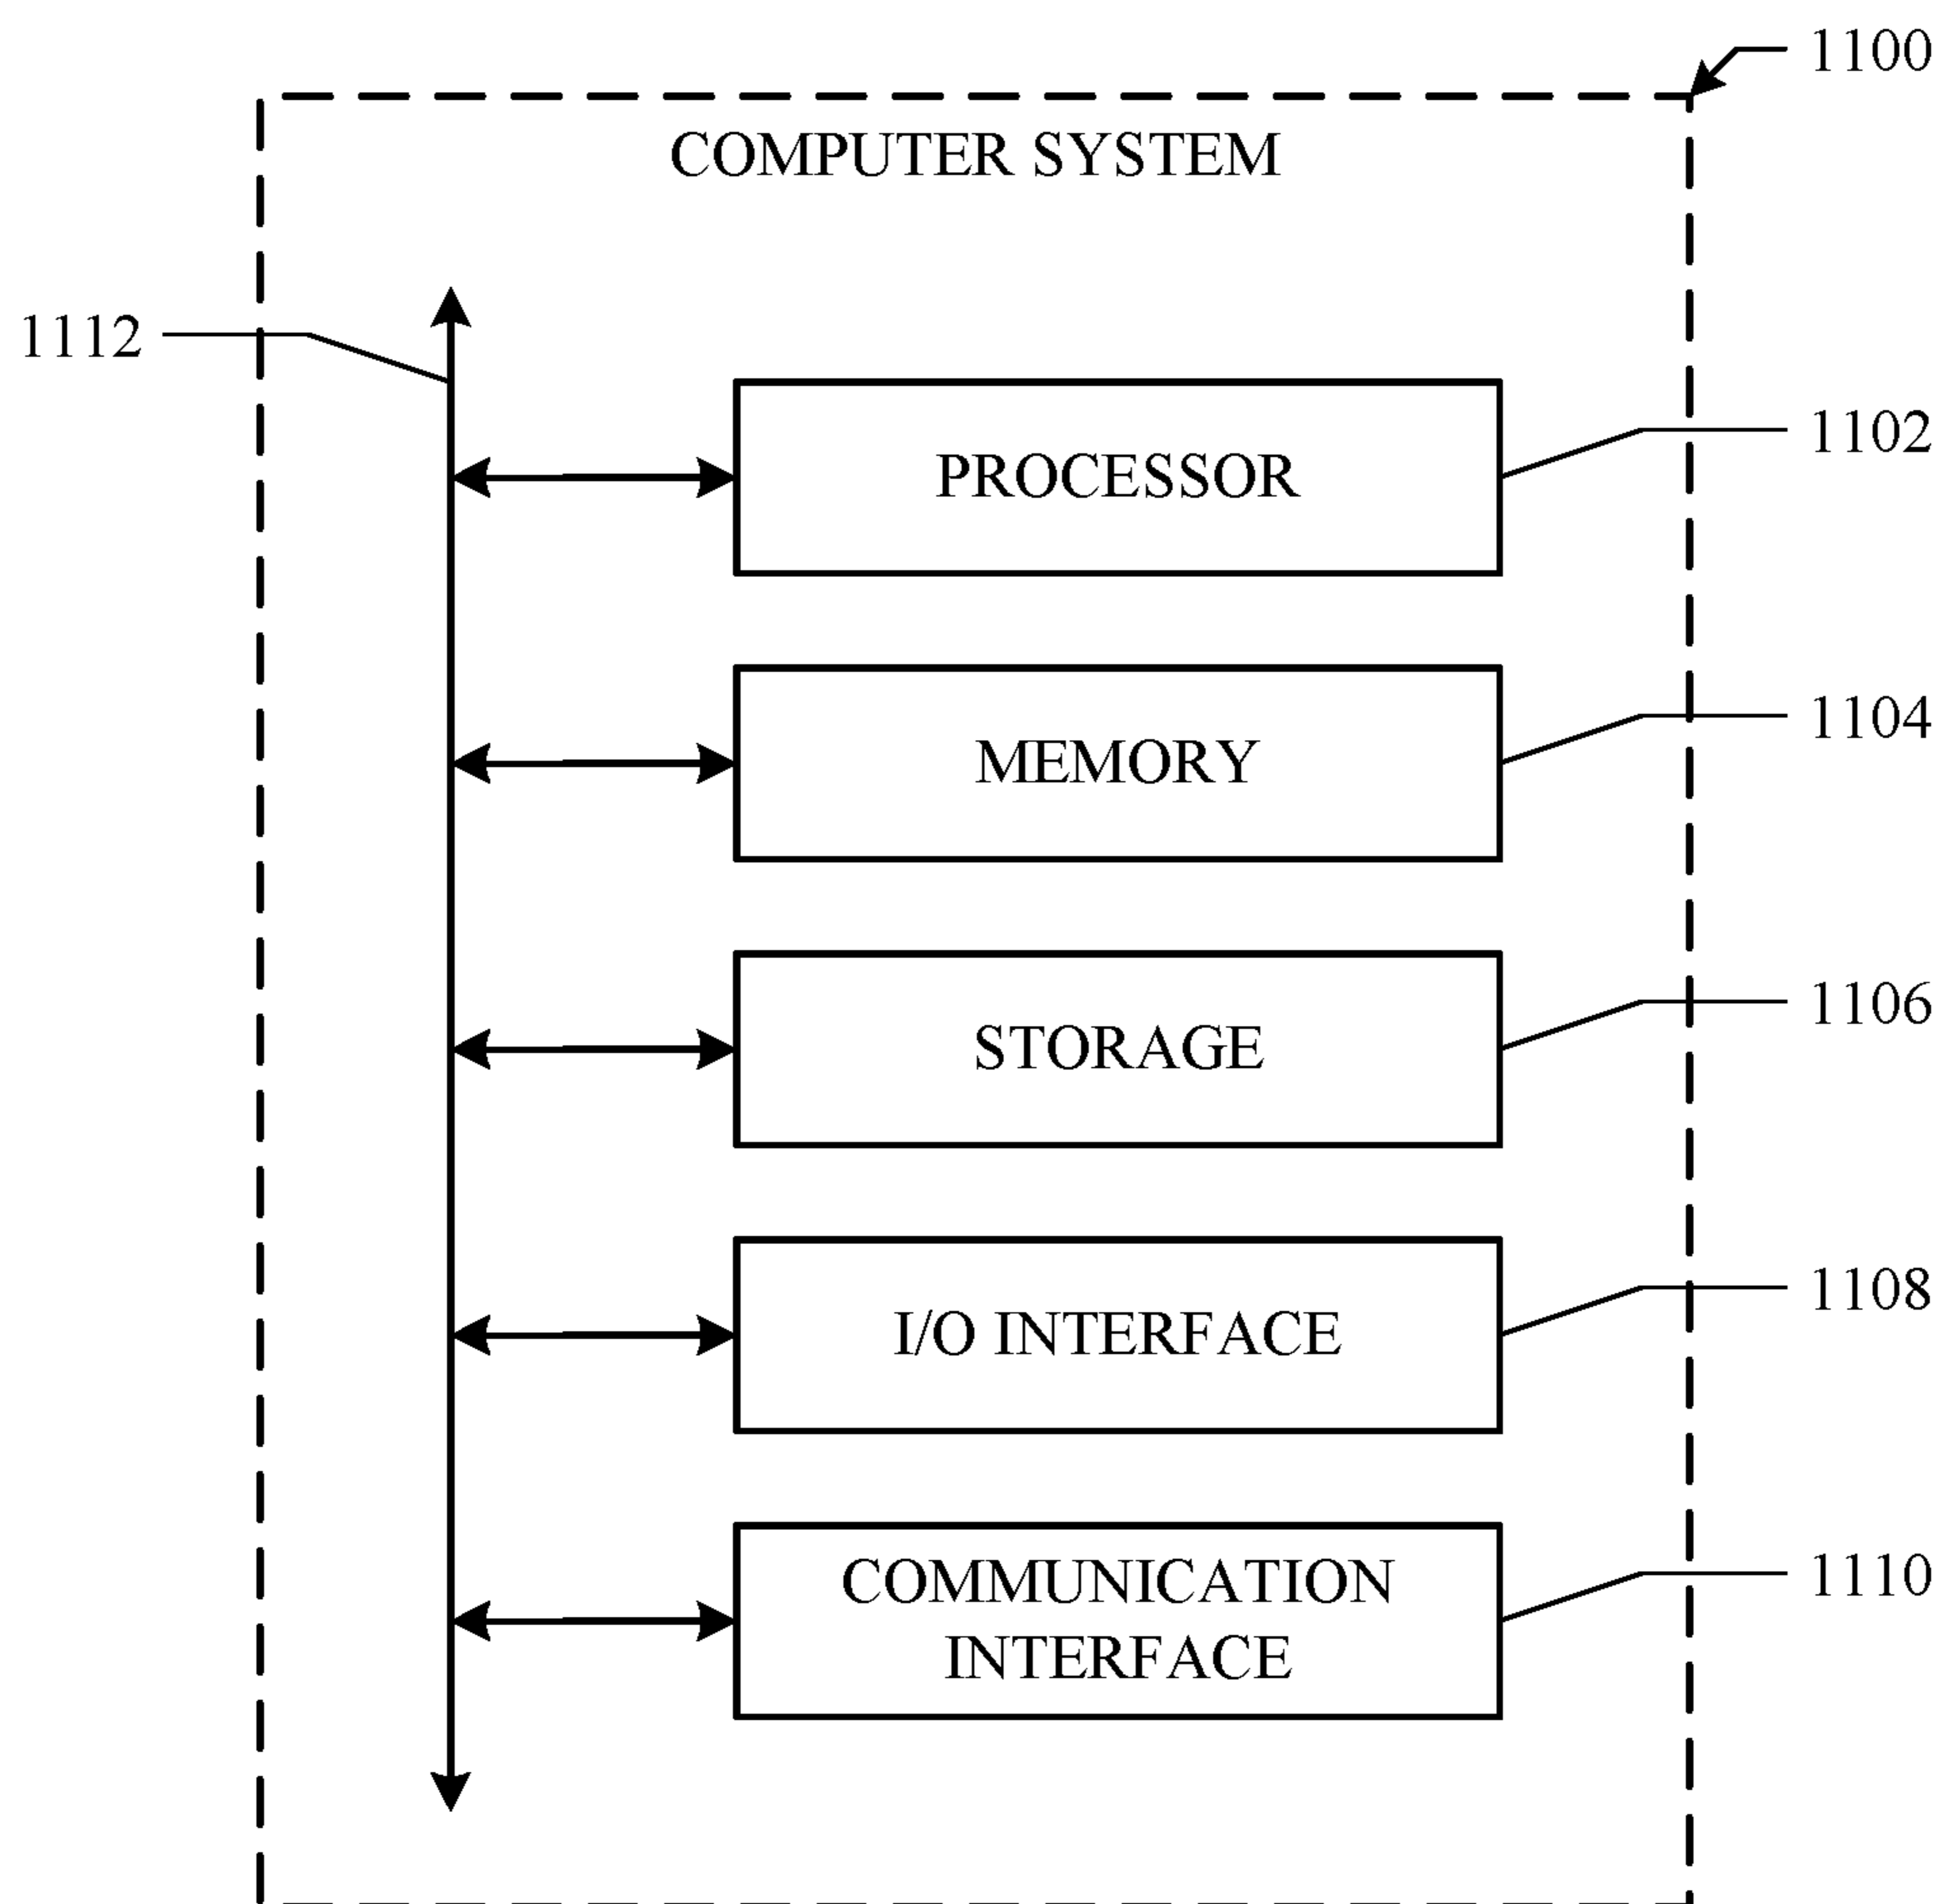 1100
COMPUTER SYSTEM
1112
1102
PROCESSOR
1104
MEMORY
1106
STORAGE
1108
I/O INTERFACE
1110
COMMUNICATION
INTERFACE